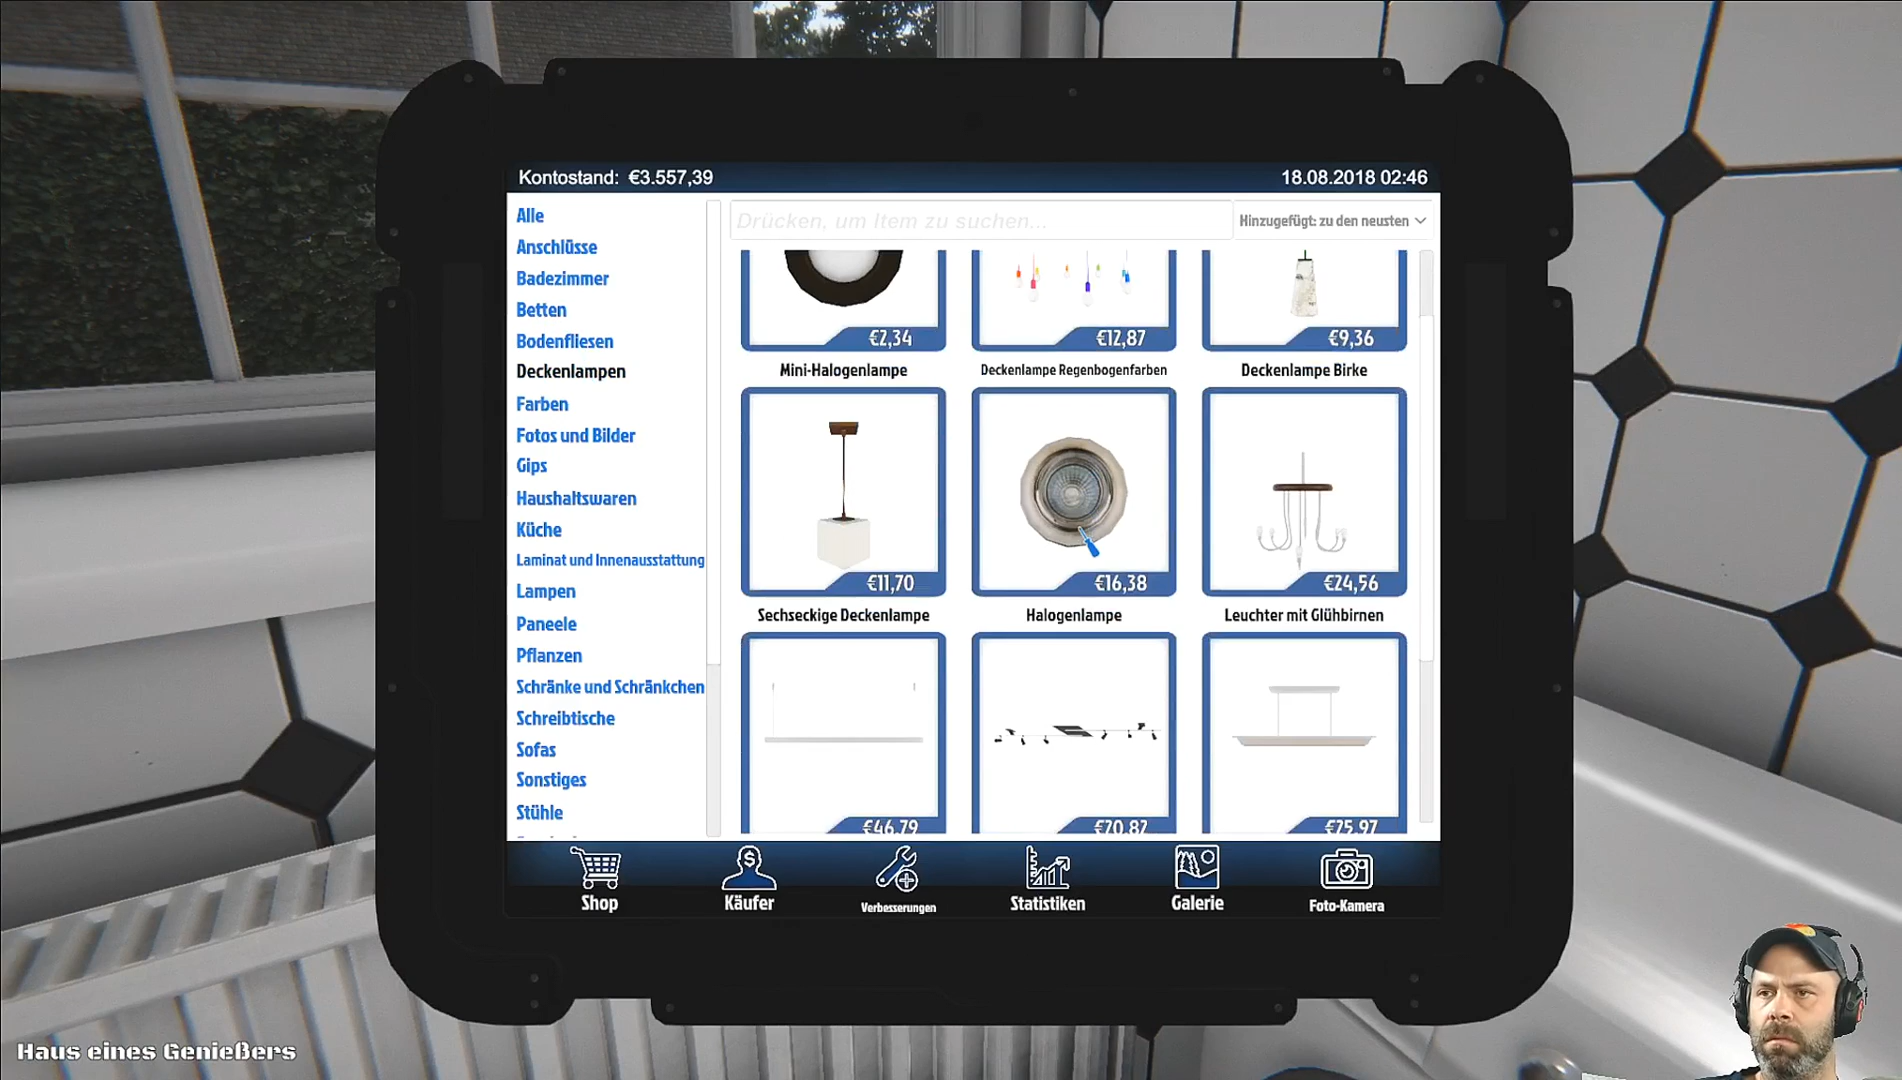 Kontostand: €3.557,39
18.08.2018 02:46
Drücken, um Item zu suchen...
Hinzugefügt: zu den neusten
Alle
Anschlüsse
Badezimmer
Betten
Bodenfliesen
Deckenlampen
Farben
Fotos und Bilder
Gips
Haushaltswaren
Küche
Laminat und Innenausstattung
Lampen
Paneele
Pflanzen
Schränke und Schränkchen
Schreibtische
Sofas
Sonstiges
Stühle
€2,34
€12,87
€9,36
Mini-Halogenlampe
Deckenlampe Regenbogenfarben
Deckenlampe Birke
€11,70
€16,38
€24,56
Sechseckige Deckenlampe
Halogenlampe
Leuchter mit Glühbirnen
€46,79
€70,87
€75,97
Shop
Käufer
Verbesserungen
Statistiken
Galerie
Foto-Kamera
Haus eines Genießers